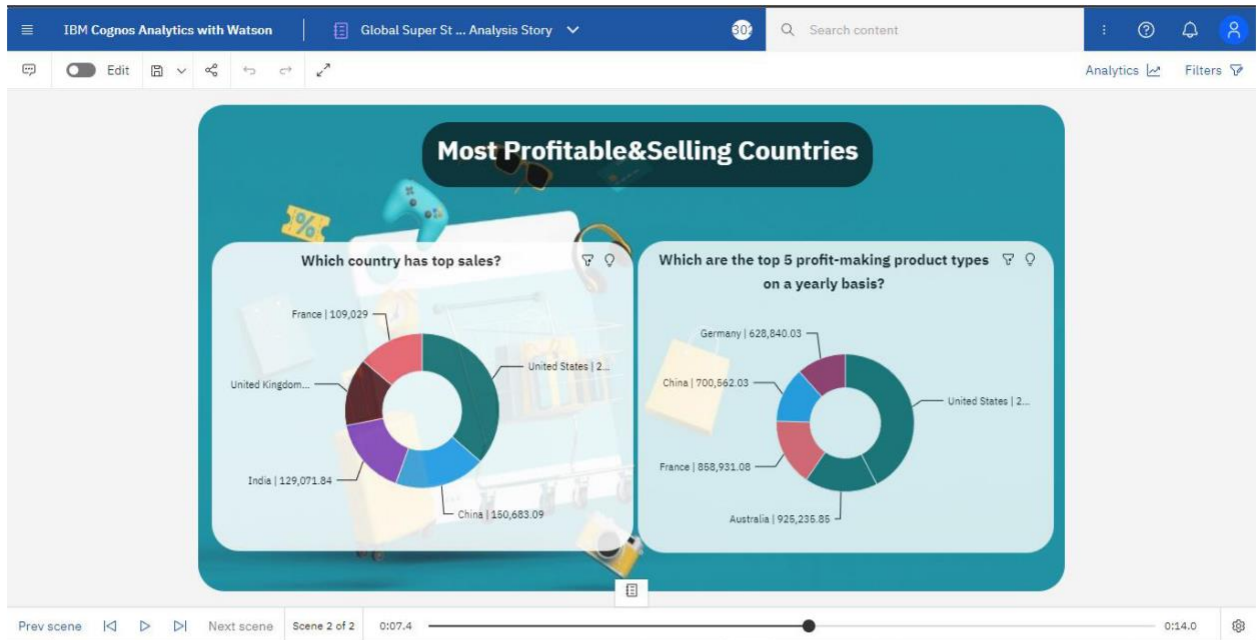 IBM Cognos Analytics with Watson
Global Super St ... Analysis Story
302
Search content
Edit
Analytics
Filters
Most Profitable&Selling Countries
%
Which country has top sales?
France | 109,029
United States | 2...
United Kingdom...
India | 129,071.84
China | 150,683.09
Which are the top 5 profit-making product types
on a yearly basis?
Germany | 628,840.03
China | 700,562.03
United States | 2...
France | 858,931.08
Australia | 925,235.85
Prev scene
Next scene
Scene 2 of 2
0:07.4
0:14.0